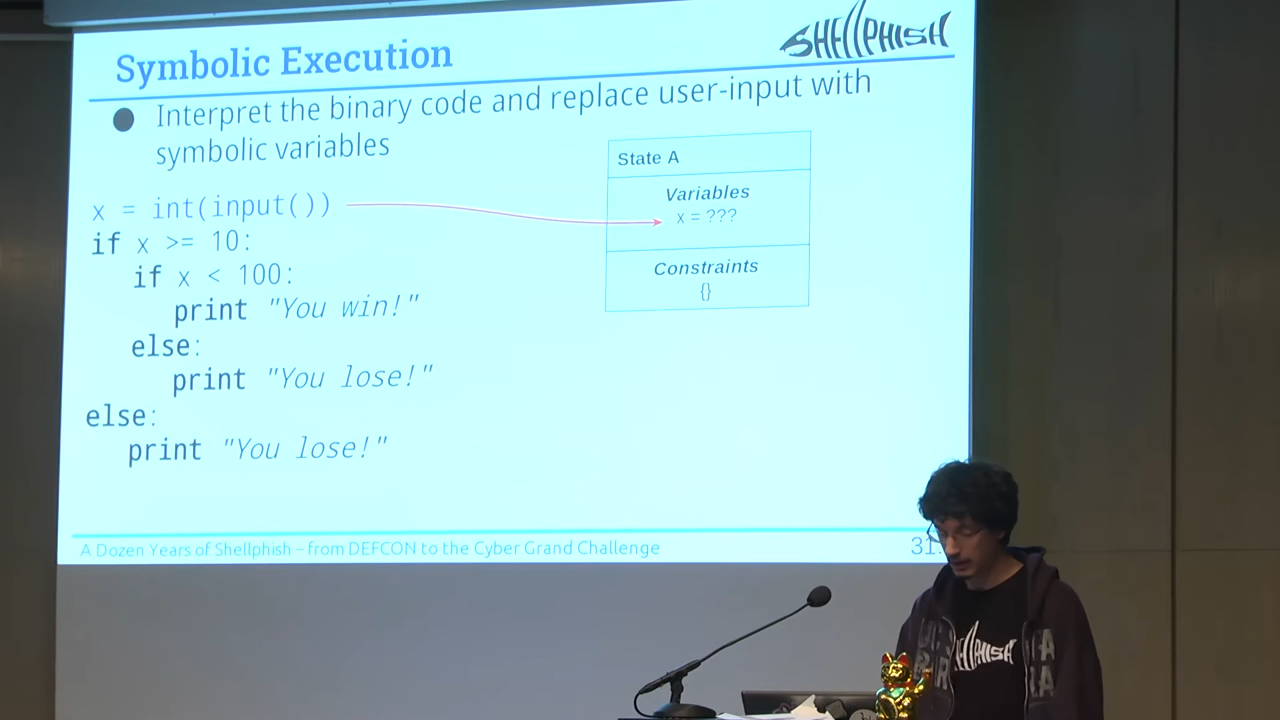 Symbolic Execution
SHELLPHISH
● Interpret the binary code and replace user-input with
symbolic variables
x = int(input())
if x >= 10:
if x < 100:
print "You win!"
else:
print "You lose!"
else:
print "You lose!"
State A
Variables
x = ???
Constraints
{}
A Dozen Years of Shellphish – from DEFCON to the Cyber Grand Challenge
31